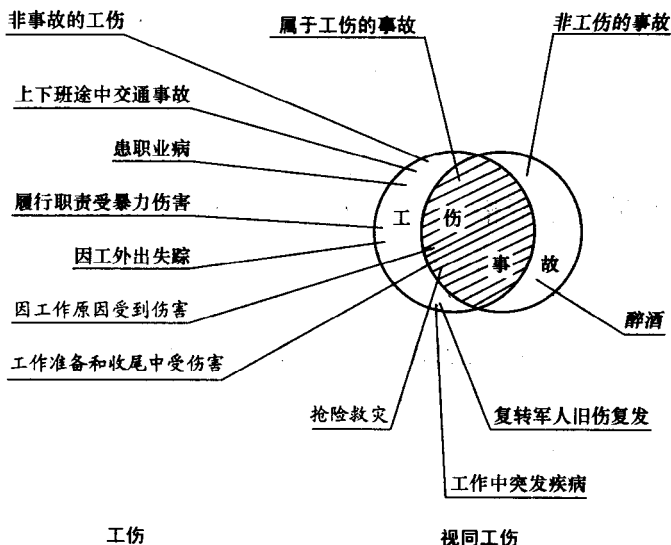 非事故的工伤
属于工伤的事故
非工伤的事故
上下班途中交通事故
患职业病
履行职责受暴力伤害
工伤
因工外出失踪
事故
因工作原因受到伤害
醉酒
工作准备和收尾中受伤害
抢险救灾
复转军人旧伤复发
工作中突发疾病
工伤
视同工伤